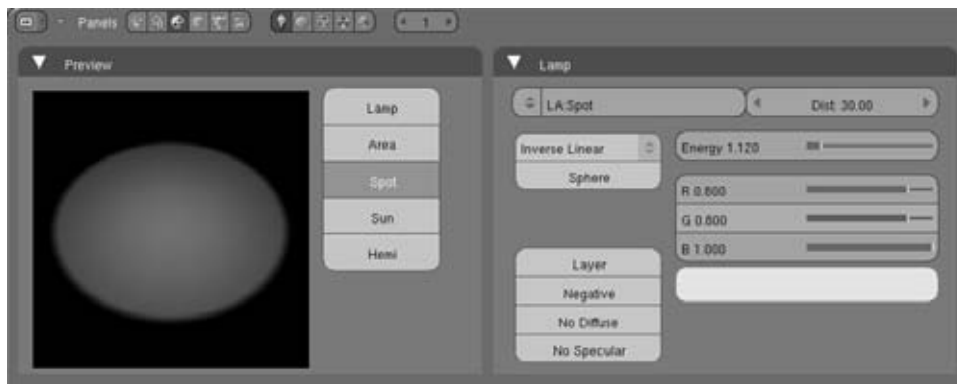 Panels 1
Preview
Lamp
Area
Spot
Sun
Hemi
Lamp
LA:Spot Dist: 30.00
Inverse Linear Energy 1.120
Sphere
R 0.800
G 0.800
B 1.000
Layer
Negative
No Diffuse
No Specular